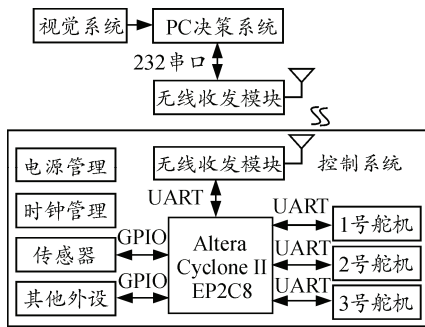 视觉系统
PC决策系统
232串口
无线收发模块
电源管理
无线收发模块
控制系统
时钟管理
UART
UART
1号舵机
传感器
GPIO
Altera
Cyclone II
EP2C8
UART
2号舵机
其他外设
GPIO
UART
3号舵机